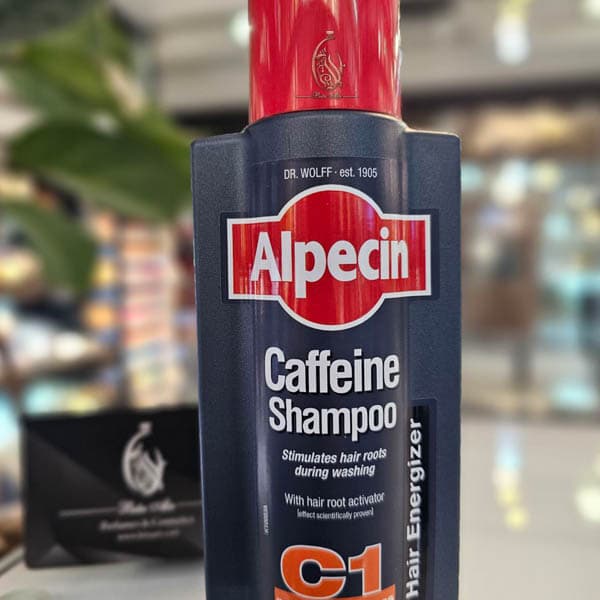 DR. WOLFF · est. 1905
Alpecin
Caffeine
Shampoo
Stimulates hair roots
during washing
With hair root activator
[effect scientifically proven]
C1
Hair Energizer